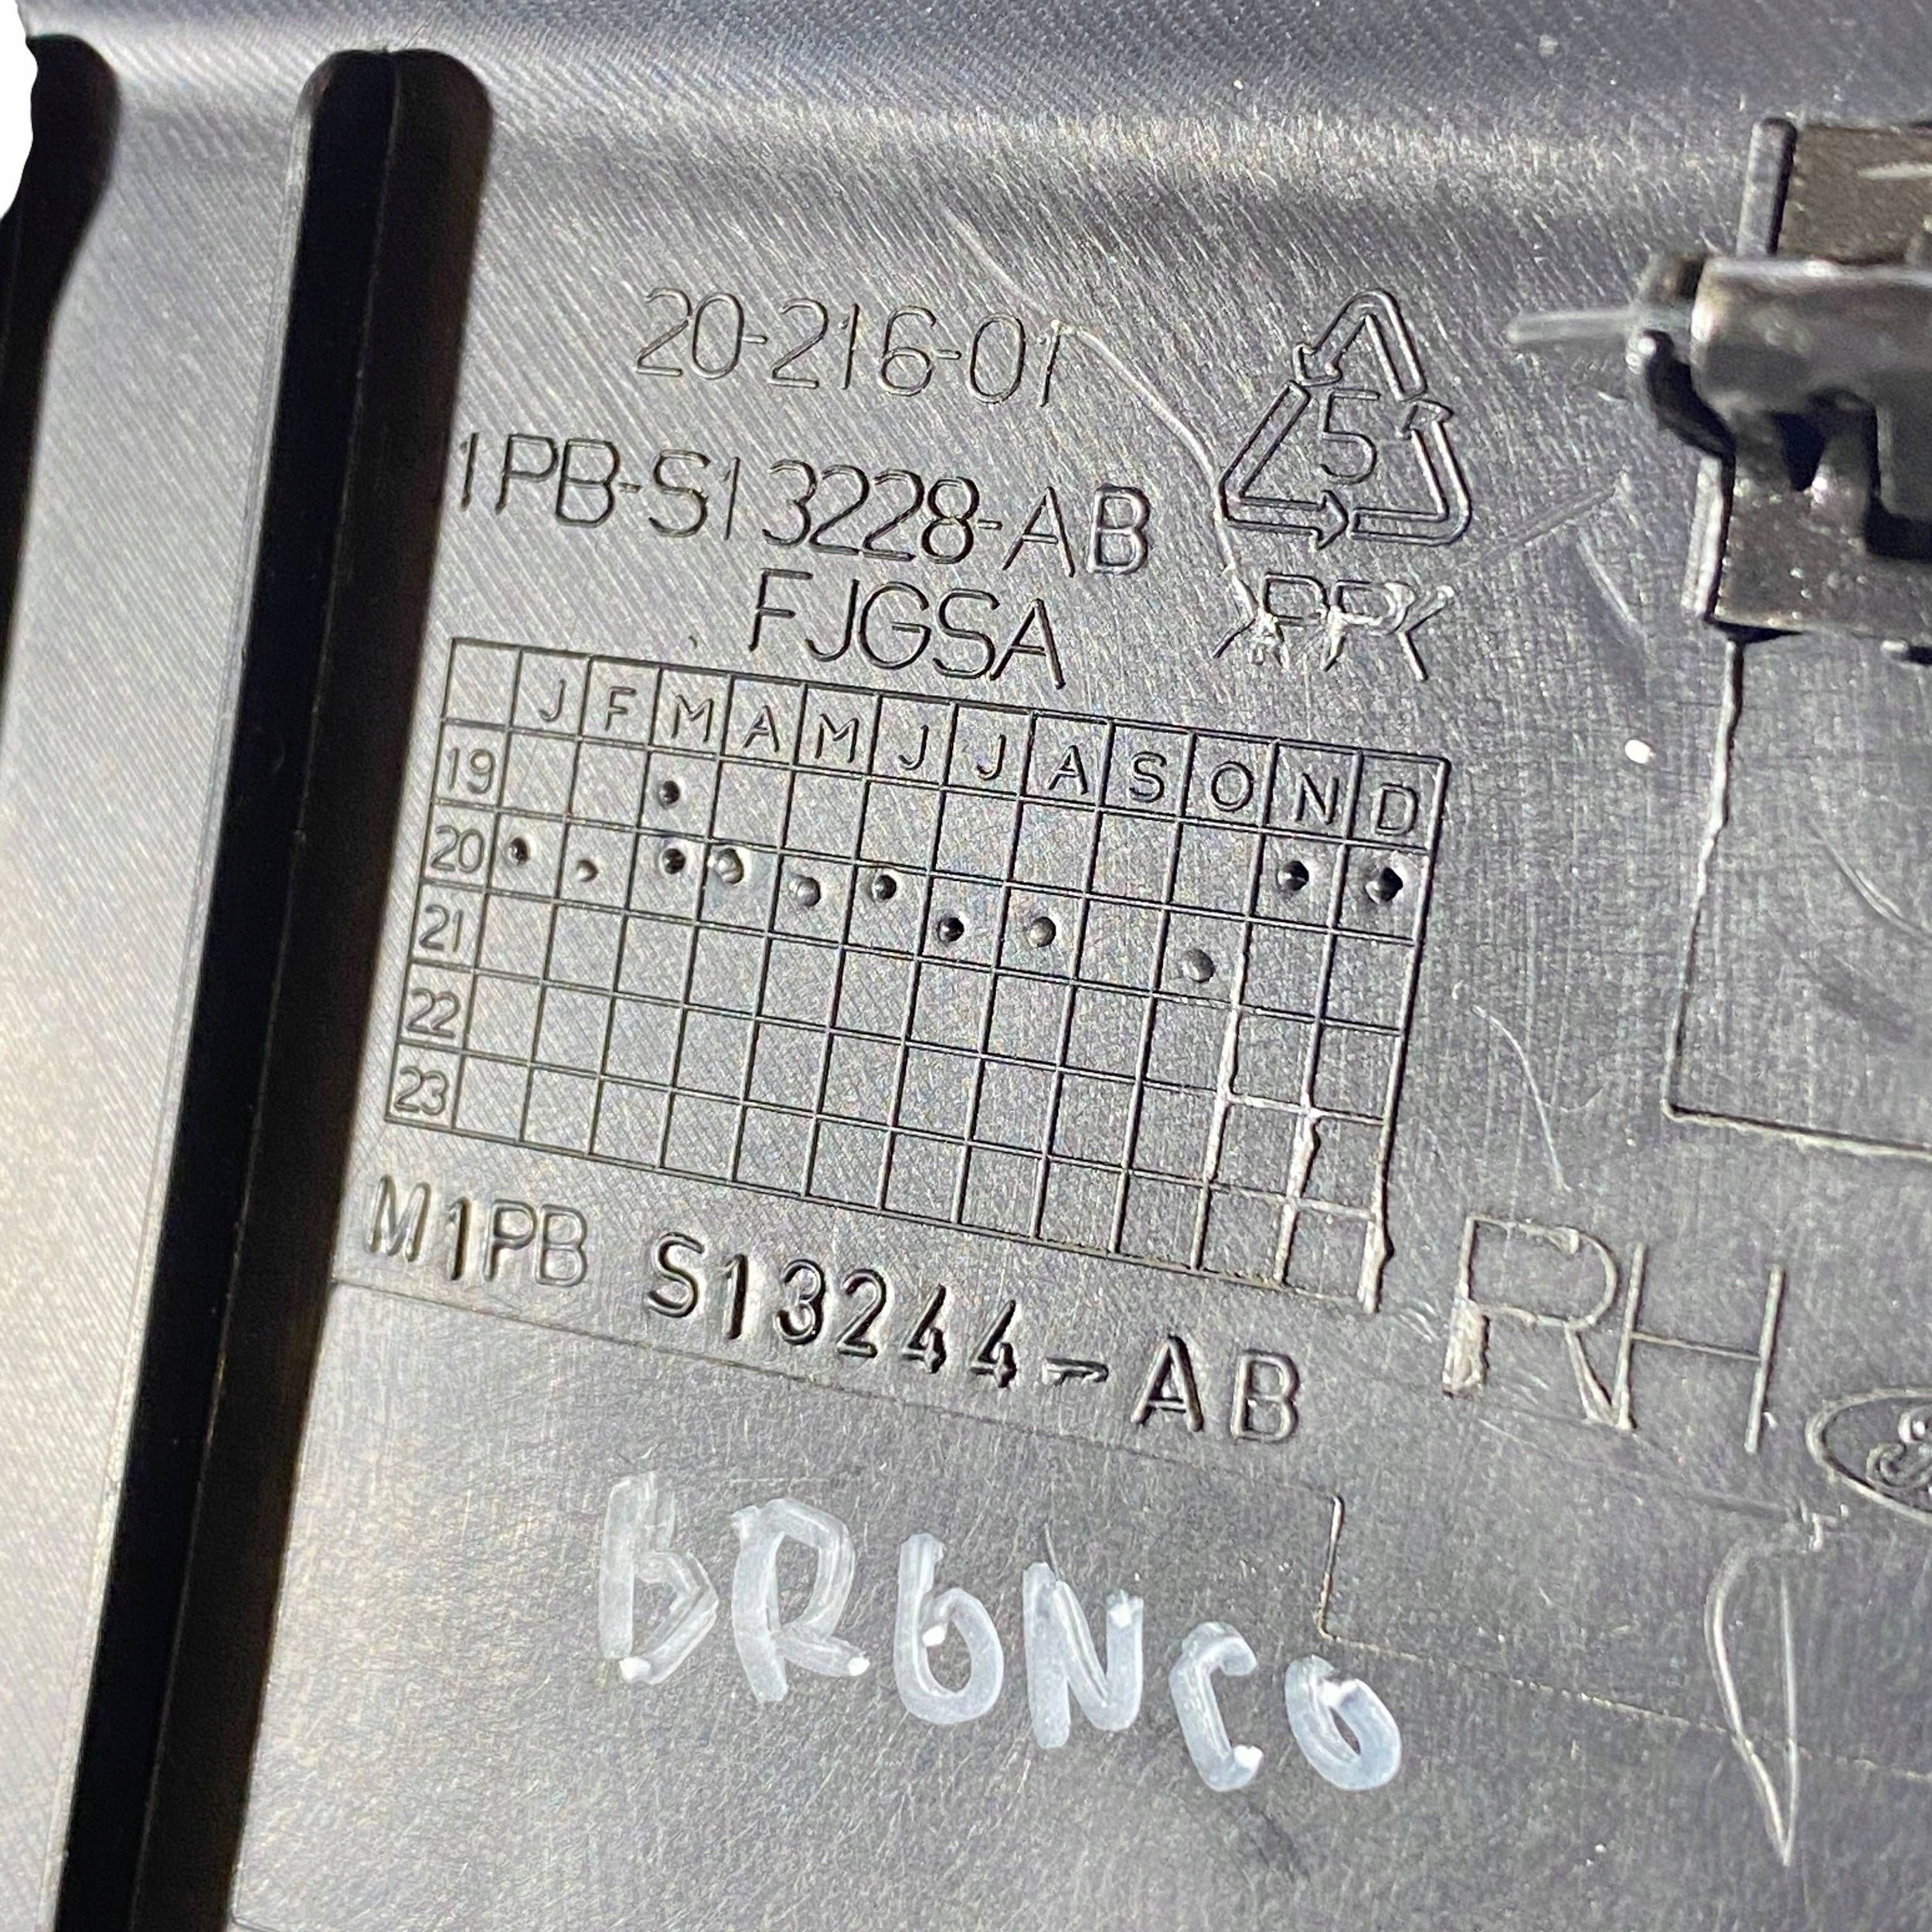 20-216-01
5
1PB-S13228-AB
FJGSA
>PP<
J F M A M J J A S O N D
19
20
21
22
23
M1PB S13244-AB
RH
BRONCO